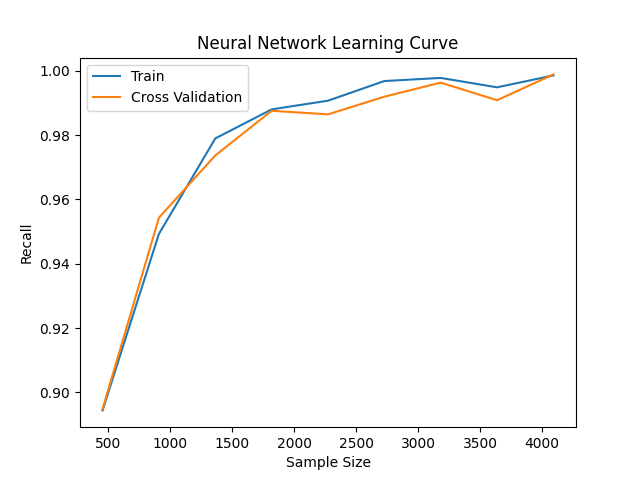 Neural Network Learning Curve
Train
Cross Validation
1.00
0.98
0.96
0.94
0.92
0.90
Recall
500 1000 1500 2000 2500 3000 3500 4000
Sample Size